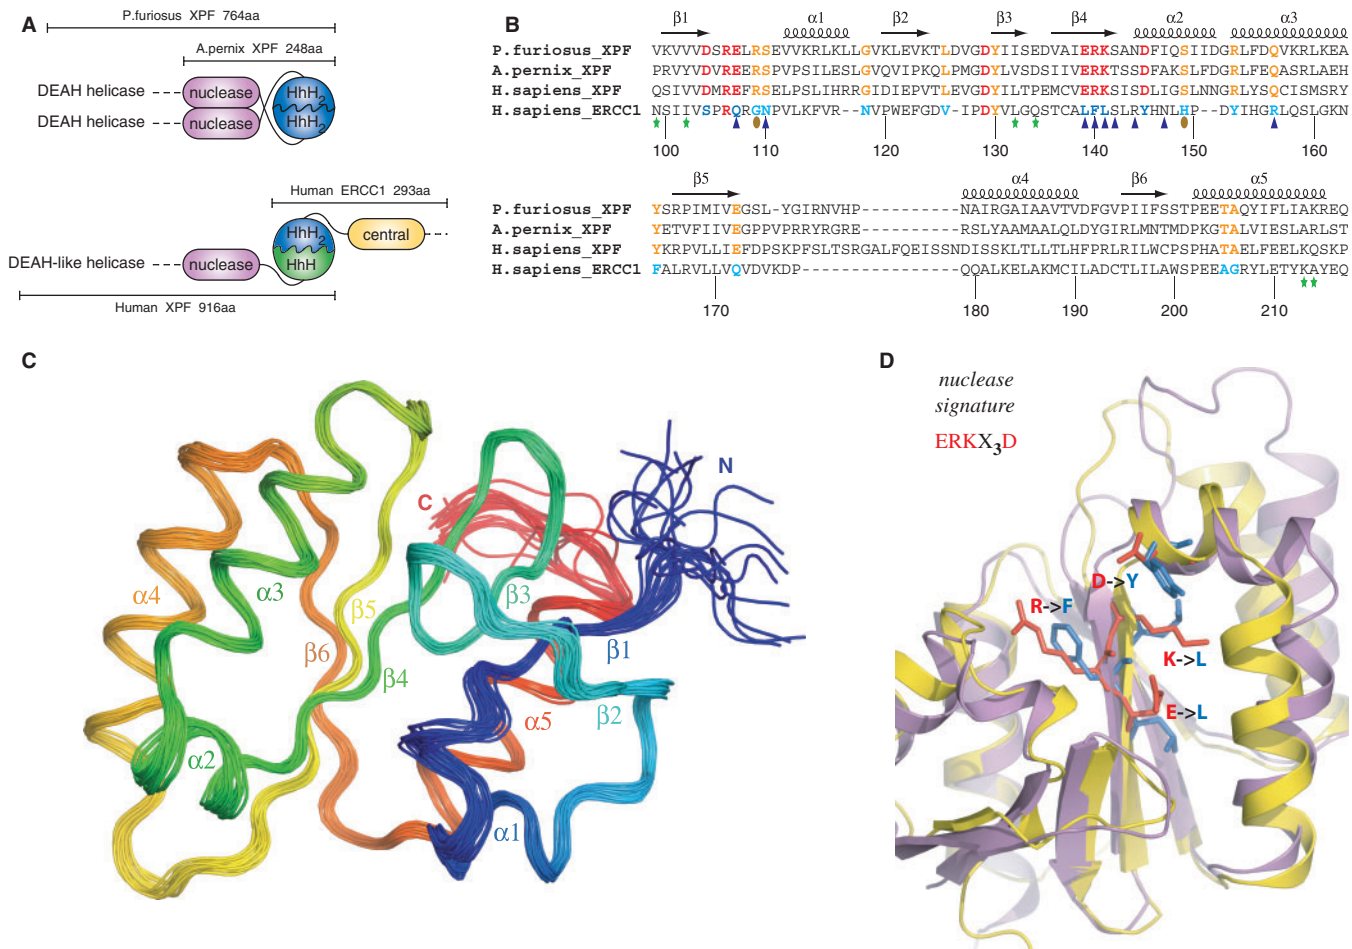 A
P.furiosus XPF 764aa
A.pernix XPF 248aa
DEAH helicase
nuclease
HhH2
DEAH helicase
nuclease
HhH2
Human ERCC1 293aa
HhH2
central
DEAH-like helicase
nuclease
HhH
Human XPF 916aa
B
β1 α1 β2 β3 β4 α2 α3
P.furiosus_XPF VKVVVDSRELRSEVVKRLKLLGVKLEVKTLDVGDYIISEDVAIERKSANDFIQSIIDGRLFDQVKRLKEA
A.pernix_XPF PRVYVDVREERSPVPSILESLGVQVIPKQLPMGDYLVSDSIIVERKTSSDFAKSLFDGRLFEQASRLAEH
H.sapiens_XPF QSIVVDMREFRSELPSLIHRRGIDIEPVTLEVGDYILTPEMCVERKSISDLIGSLNNGRLYSQCISMSRY
H.sapiens_ERCC1 NSIIVSPRQRGNPVLKFVR--NVPWEFGDV-IPDYVLGQSTCALFLSLRYHNLHP--DYIHGRLQSLGKN
100 110 120 130 140 150 160
β5 α4 β6 α5
P.furiosus_XPF YSRPIMIVEGSL-YGIRNVHP----------NAIRGAIAAVTVDFGVPIIFSSTPEETAQYIFLIAKREQ
A.pernix_XPF YETVFIIVEGVPVPRRYRGRE----------RSLYAAMAALQLDYGIRLMNTMDPKGTALVIESLARLST
H.sapiens_XPF YKRPVLLIEFDPSKPFSLTSRGALFQEISSNDISSKLTLLTLHFPRLRILWCPSPHATAELFEELKQSKP
H.sapiens_ERCC1 FALRVLLVQVDVKDP----------------QQALKELAKMCILADCTLILAWSPEEAGRYLETYKAYEQ
170 180 190 200 210
C
N
C
α4
α3
β5
β3
β6
β4
β1
α5
β2
α2
α1
D
nuclease
signature
ERKX3D
D->Y
R->F
K->L
E->L